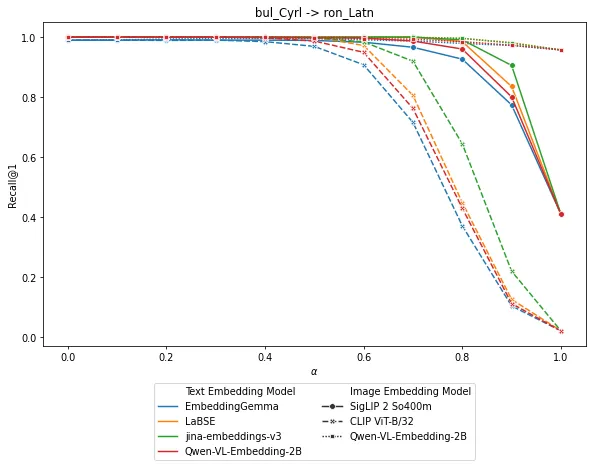 bul_Cyrl -> ron_Latn
Recall@1
1.0
0.8
0.6
0.4
0.2
0.0
0.0 0.2 0.4 0.6 0.8 1.0
α
Text Embedding Model
EmbeddingGemma
LaBSE
jina-embeddings-v3
Qwen-VL-Embedding-2B
Image Embedding Model
SigLIP 2 So400m
CLIP ViT-B/32
Qwen-VL-Embedding-2B